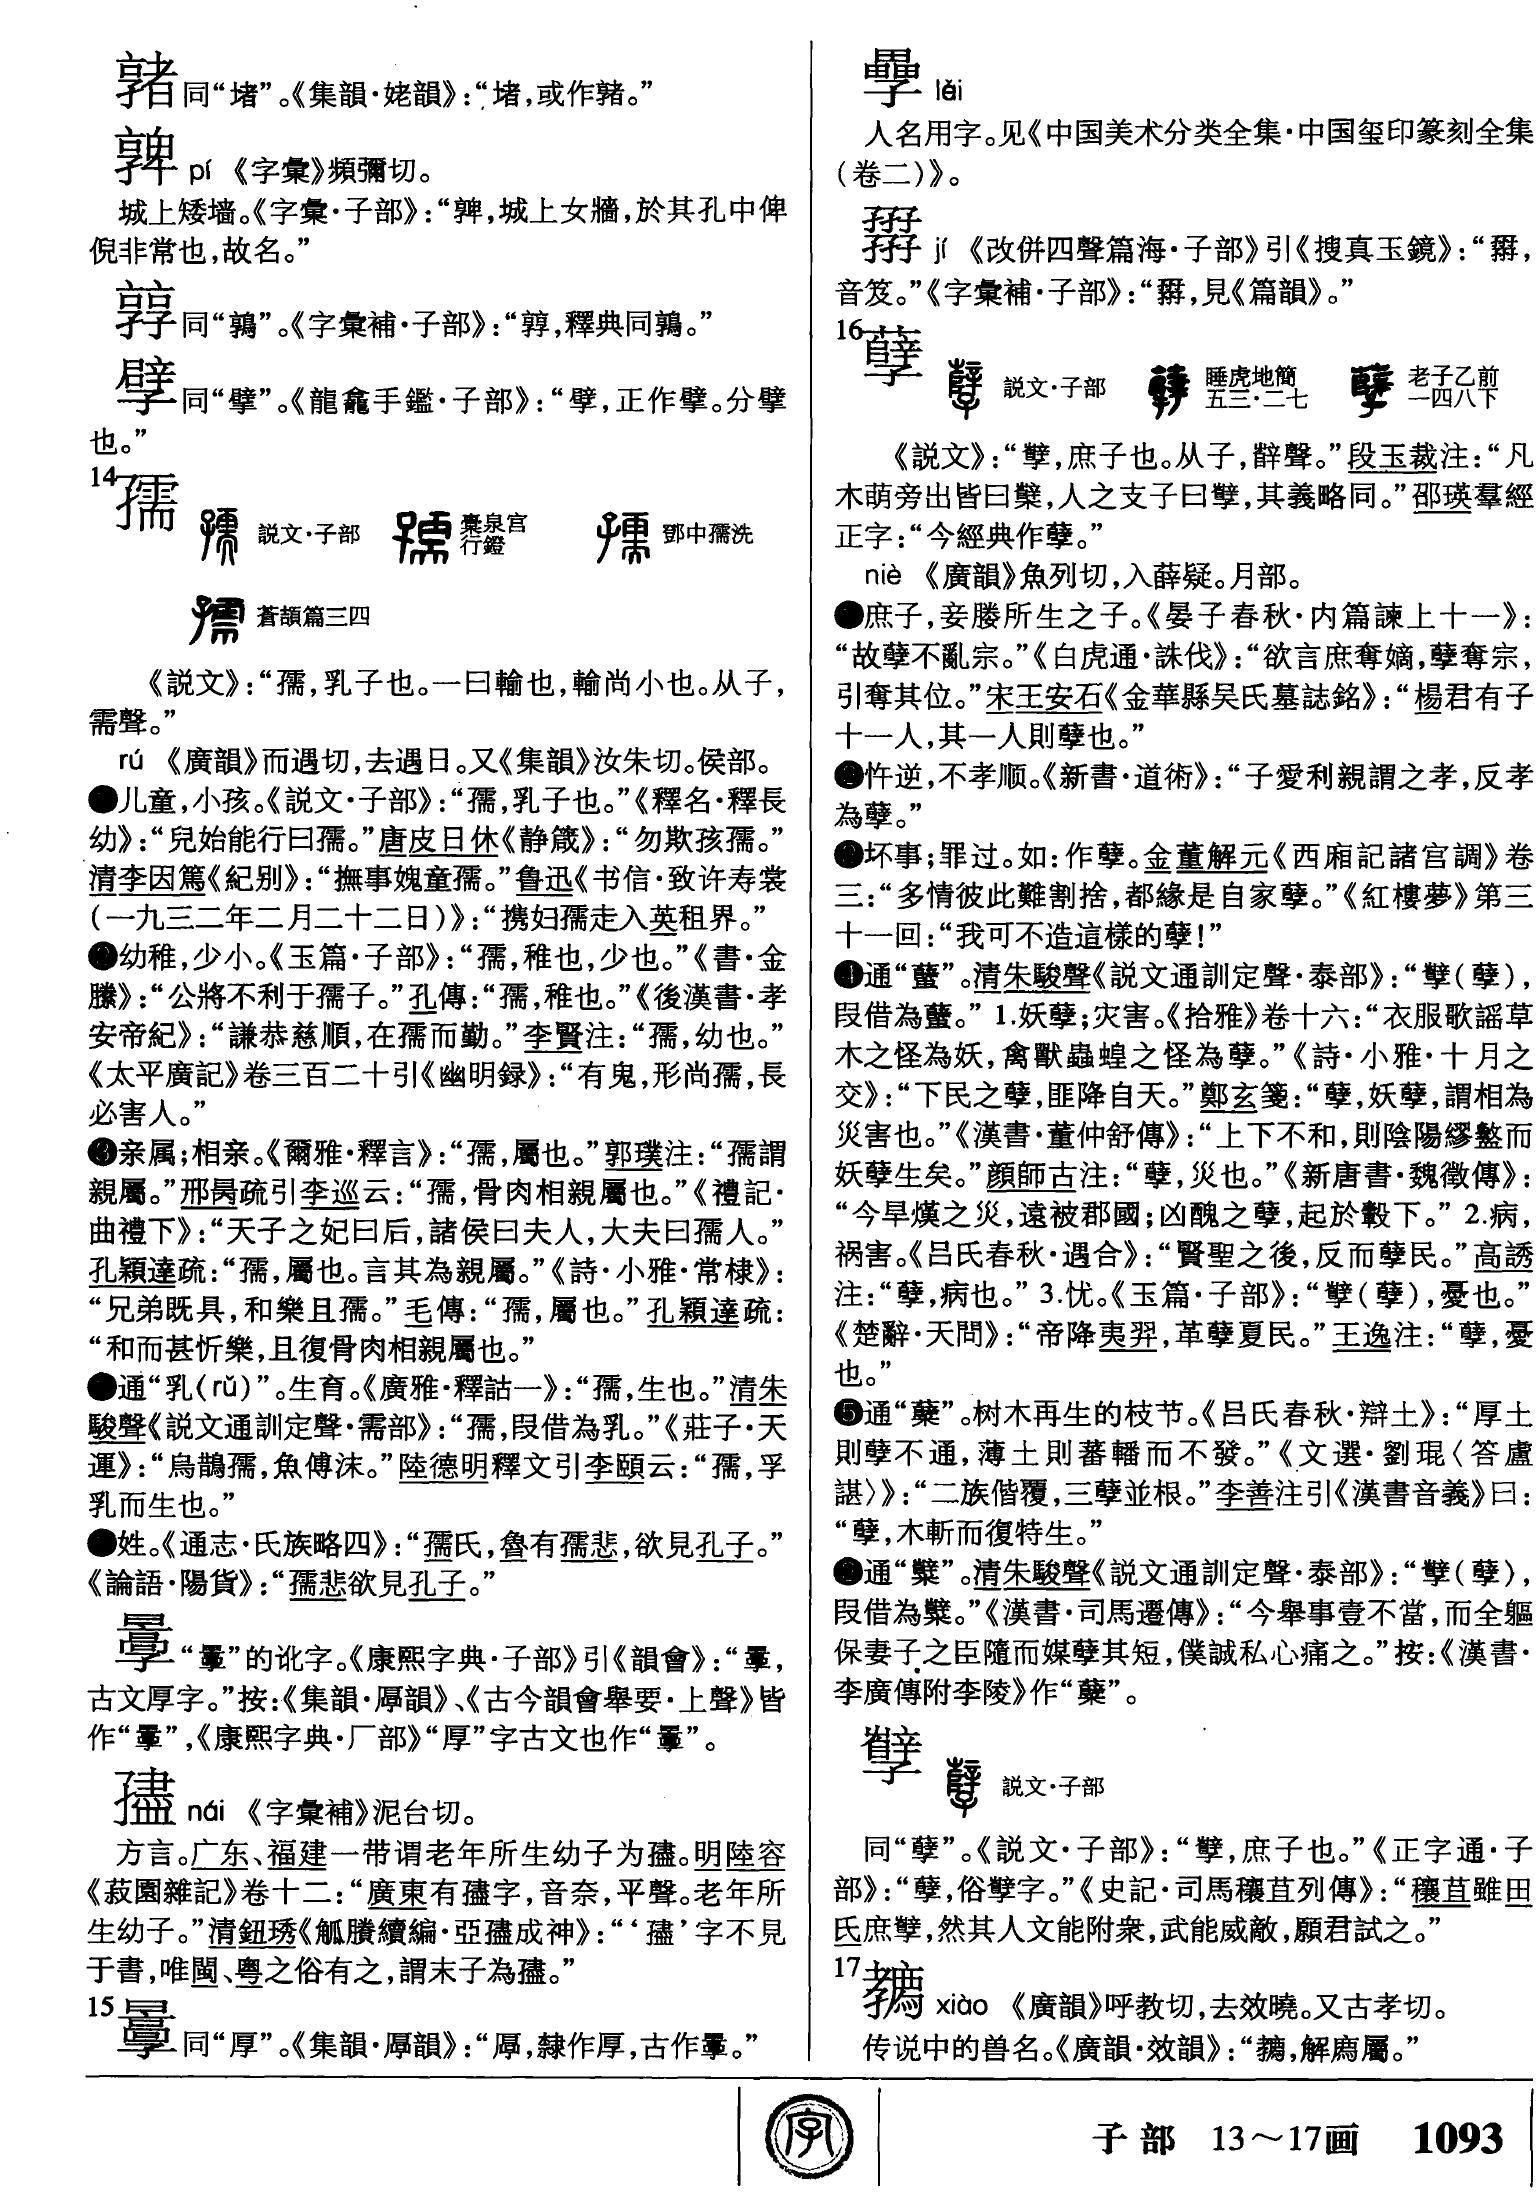 同“堵”。《集韻·姥韻》：“堵，或作𡦣。”
pí 《字彙》頻彌切。
城上矮墙。《字彙·子部》：“，城上女牆，於其孔中俾
倪非常也，故名。”
同“鶉”。《字彙補·子部》：“，釋典同鶉。”
同“擘”。《龍龕手鑑·子部》：“，正作擘。分擘
也。”
14
孺 説文·子部 橐泉宫行鐙 鄧中孺洗
蒼頡篇三四
《説文》：“孺，乳子也。一曰輸也，輸尚小也。从子，
需聲。”
rú 《廣韻》而遇切，去遇日。又《集韻》汝朱切。侯部。
❶儿童，小孩。《説文·子部》：“孺，乳子也。”《釋名·釋長
幼》：“兒始能行曰孺。”唐皮日休《静箴》：“勿欺孩孺。”
清李因篤《紀别》：“撫事媿童孺。”鲁迅《书信·致许寿裳
(一九三二年二月二十二日)》：“携妇孺走入英租界。”
❷幼稚，少小。《玉篇·子部》：“孺，稚也，少也。”《書·金
縢》：“公將不利于孺子。”孔傳：“孺，稚也。”《後漢書·孝
安帝紀》：“謙恭慈順，在孺而勤。”李賢注：“孺，幼也。”
《太平廣記》卷三百二十引《幽明録》：“有鬼，形尚孺，長
必害人。”
❸亲属；相亲。《爾雅·釋言》：“孺，屬也。”郭璞注：“孺謂
親屬。”邢昺疏引李巡云：“孺，骨肉相親屬也。”《禮記·
曲禮下》：“天子之妃曰后，諸侯曰夫人，大夫曰孺人。”
孔穎達疏：“孺，屬也。言其為親屬。”《詩·小雅·常棣》：
“兄弟既具，和樂且孺。”毛傳：“孺，屬也。”孔穎達疏：
“和而甚忻樂，且復骨肉相親屬也。”
❹通“乳(rǔ)”。生育。《廣雅·釋詁一》：“孺，生也。”清朱
駿聲《説文通訓定聲·需部》：“孺，叚借為乳。”《莊子·天
運》：“烏鵲孺，魚傅沫。”陸德明釋文引李頤云：“孺，孚
乳而生也。”
❺姓。《通志·氏族略四》：“孺氏，魯有孺悲，欲見孔子。”
《論語·陽貨》：“孺悲欲見孔子。”
“”的讹字。《康熙字典·子部》引《韻會》：“，
古文厚字。”按：《集韻·厚韻》、《古今韻會舉要·上聲》皆
作“”，《康熙字典·厂部》“厚”字古文也作“”。
nái 《字彙補》泥台切。
方言。广东、福建一带谓老年所生幼子为𡦗。明陸容
《菽園雜記》卷十二：“廣東有字，音奈，平聲。老年所
生幼子。”清鈕琇《觚賸續編·亞成神》：“‘’字不見
于書，唯閩、粤之俗有之，謂末子為。”
15
同“厚”。《集韻·厚韻》：“厚，隸作厚，古作。”
lěi
人名用字。见《中国美术分类全集·中国玺印篆刻全集
(卷二)》。
jí 《改併四聲篇海·子部》引《搜真玉鏡》：“，
音笈。”《字彙補·子部》：“，見《篇韻》。”
16
孽 説文·子部 睡虎地簡五三·二七 老子乙前一四八下
《説文》：“孼，庶子也。从子，辥聲。”段玉裁注：“凡
木萌旁出皆曰櫱，人之支子曰孼，其義略同。”邵瑛羣經
正字：“今經典作孽。”
niè 《廣韻》魚列切，入薛疑。月部。
❶庶子，妾媵所生之子。《晏子春秋·内篇諫上十一》：
“故孽不亂宗。”《白虎通·誅伐》：“欲言庶奪嫡，孽奪宗，
引奪其位。”宋王安石《金華縣吴氏墓誌銘》：“楊君有子
十一人，其一人則孽也。”
❷忤逆，不孝顺。《新書·道術》：“子愛利親謂之孝，反孝
為孽。”
❸坏事；罪过。如：作孽。金董解元《西廂記諸宫調》卷
三：“多情彼此難割捨，都緣是自家孽。”《紅樓夢》第三
十一回：“我可不造這樣的孽！”
❹通“蠥”。清朱駿聲《説文通訓定聲·泰部》：“孼(孽)，
叚借為蠥。”1.妖孽；灾害。《拾雅》卷十六：“衣服歌謡草
木之怪為妖，禽獸蟲蝗之怪為孽。”《詩·小雅·十月之
交》：“下民之孽，匪降自天。”鄭玄箋：“孽，妖孽，謂相為
災害也。”《漢書·董仲舒傳》：“上下不和，則陰陽繆盭而
妖孽生矣。”顔師古注：“孽，災也。”《新唐書·魏徵傳》：
“今旱熯之災，遠被郡國；凶醜之孽，起於轂下。”2.病，
祸害。《吕氏春秋·遇合》：“賢聖之後，反而孽民。”高誘
注：“孽，病也。”3.忧。《玉篇·子部》：“孼(孽)，憂也。”
《楚辭·天問》：“帝降夷羿，革孽夏民。”王逸注：“孽，憂
也。”
❺通“蘖”。树木再生的枝节。《吕氏春秋·辯土》：“厚土
則孽不通，薄土則蕃轓而不發。”《文選·劉琨〈答盧
諶〉》：“二族偕覆，三孽並根。”李善注引《漢書音義》曰：
“孽，木斬而復特生。”
❻通“糱”。清朱駿聲《説文通訓定聲·泰部》：“孼(孽)，
叚借為糱。”《漢書·司馬遷傳》：“今舉事壹不當，而全軀
保妻子之臣隨而媒孽其短，僕誠私心痛之。”按：《漢書·
李廣傳附李陵》作“糵”。
孼 説文·子部
同“孽”。《説文·子部》：“孼，庶子也。”《正字通·子
部》：“孽，俗孼字。”《史記·司馬穰苴列傳》：“穰苴雖田
氏庶孼，然其人文能附衆，武能威敵，願君試之。”
17
xiào 《廣韻》呼教切，去效曉。又古孝切。
传说中的兽名。《廣韻·效韻》：“，解廌屬。”
子部 13～17画 1093